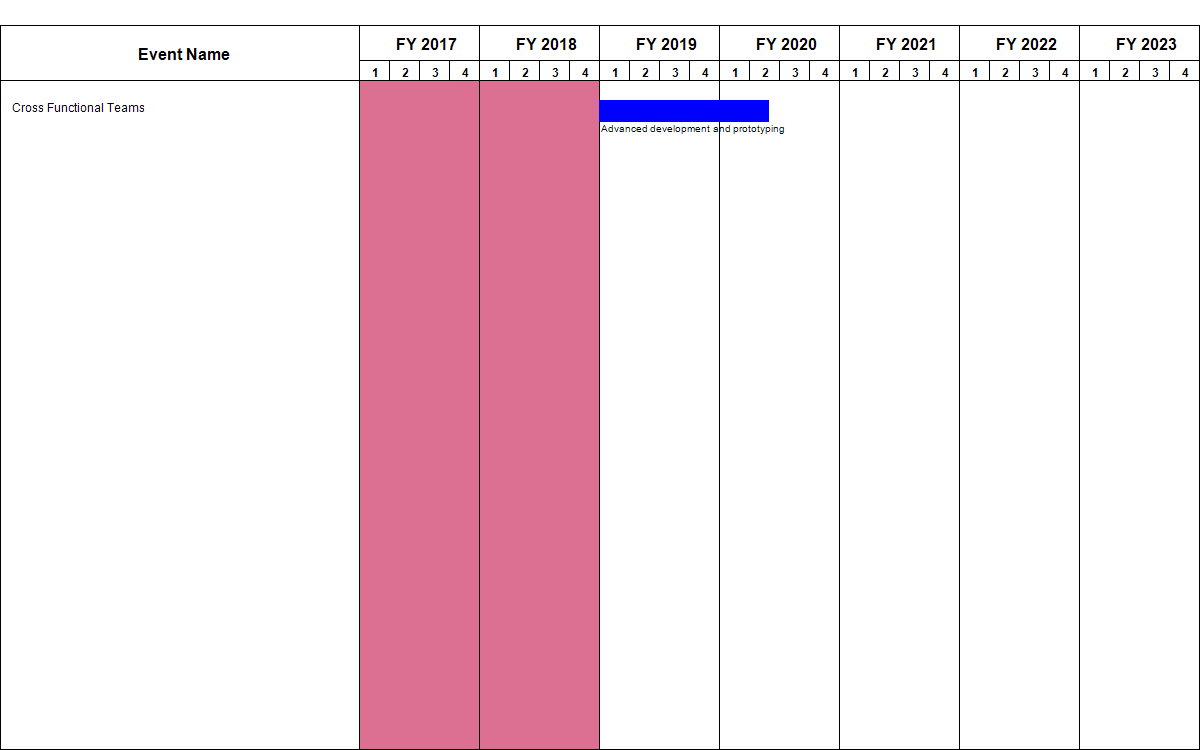 Event Name
FY 2017 FY 2018 FY 2019 FY 2020 FY 2021 FY 2022 FY 2023
1 2 3 4 1 2 3 4 1 2 3 4 1 2 3 4 1 2 3 4 1 2 3 4 1 2 3 4
Cross Functional Teams
Advanced development and prototyping